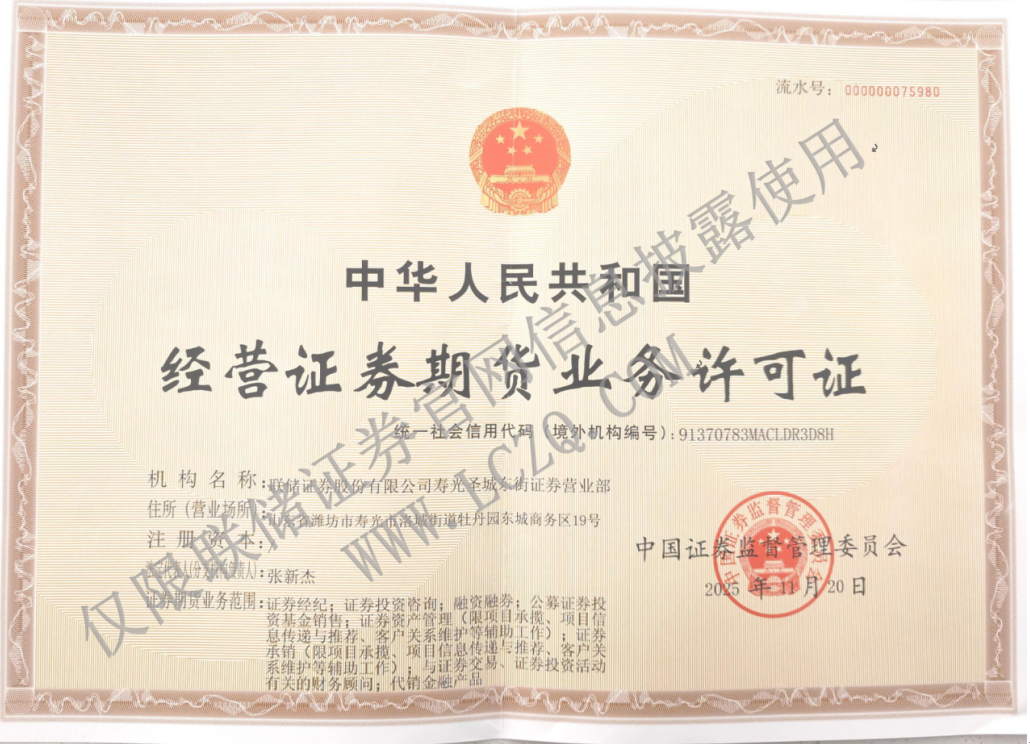 流水号：000000075980
中华人民共和国
经营证券期货业务许可证
统一社会信用代码（境外机构编号）：91370783MACLDR3D8H
机构名称：联储证券股份有限公司寿光圣城东街证券营业部
住所（营业场所）：山东省潍坊市寿光市洛城街道牡丹园东城商务区19号
注册资本：
张新杰
证券期货业务范围：证券经纪；证券投资咨询；融资融券；公募证券投
资基金销售；证券资产管理（限项目承揽、项目信
息传递与推荐、客户关系维护等辅助工作）；证券
承销（限项目承揽、项目信息传递与推荐、客户关
系维护等辅助工作）；与证券交易、证券投资活动
有关的财务顾问；代销金融产品
中国证券监督管理委员会
2025 年 11 月 20 日
中国证券监督管理委员会
仅限联储证券官网信息披露使用
WWW.LCZQ.COM